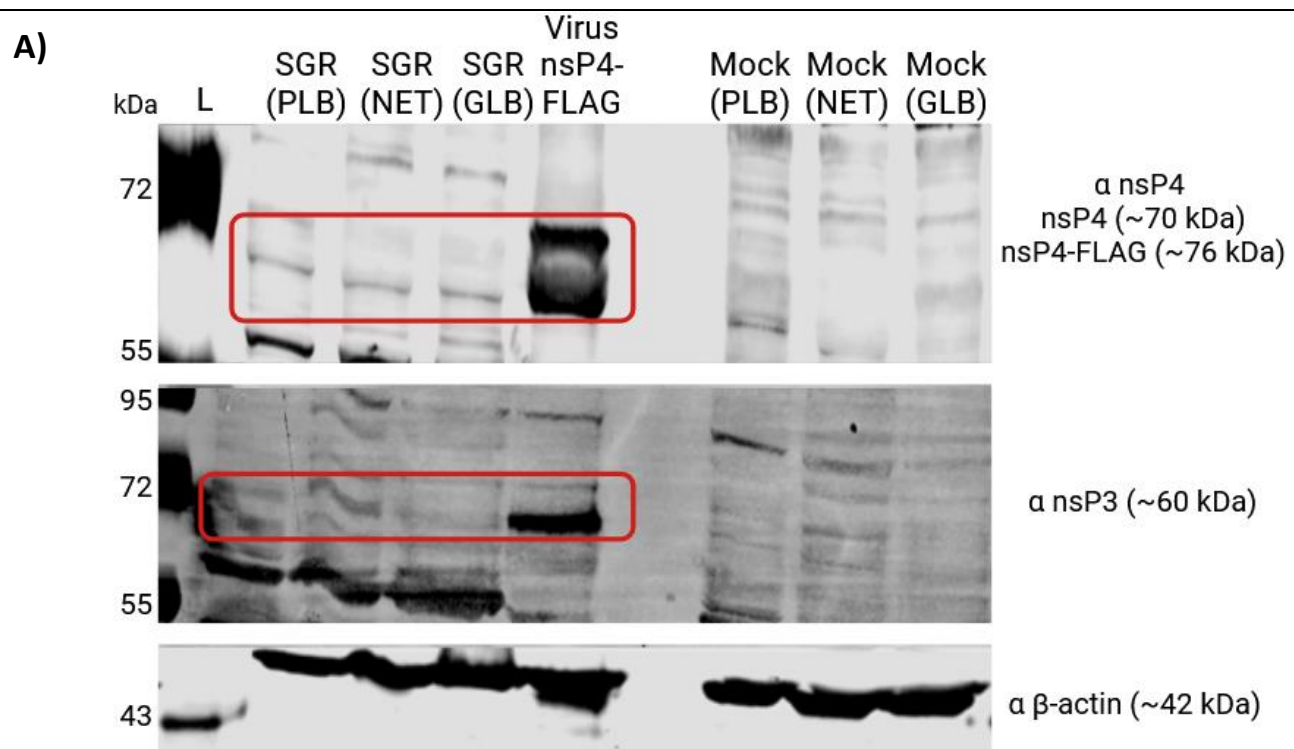 A)
kDa L SGR (PLB) SGR (NET) SGR (GLB) Virus nsP4-FLAG Mock (PLB) Mock (NET) Mock (GLB)
72
55
α nsP4
nsP4 (~70 kDa)
nsP4-FLAG (~76 kDa)
95
72
55
α nsP3 (~60 kDa)
43
α β-actin (~42 kDa)